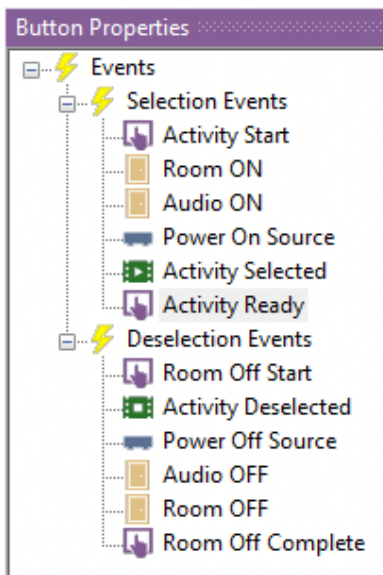 Button Properties
Events
Selection Events
Activity Start
Room ON
Audio ON
Power On Source
Activity Selected
Activity Ready
Deselection Events
Room Off Start
Activity Deselected
Power Off Source
Audio OFF
Room OFF
Room Off Complete